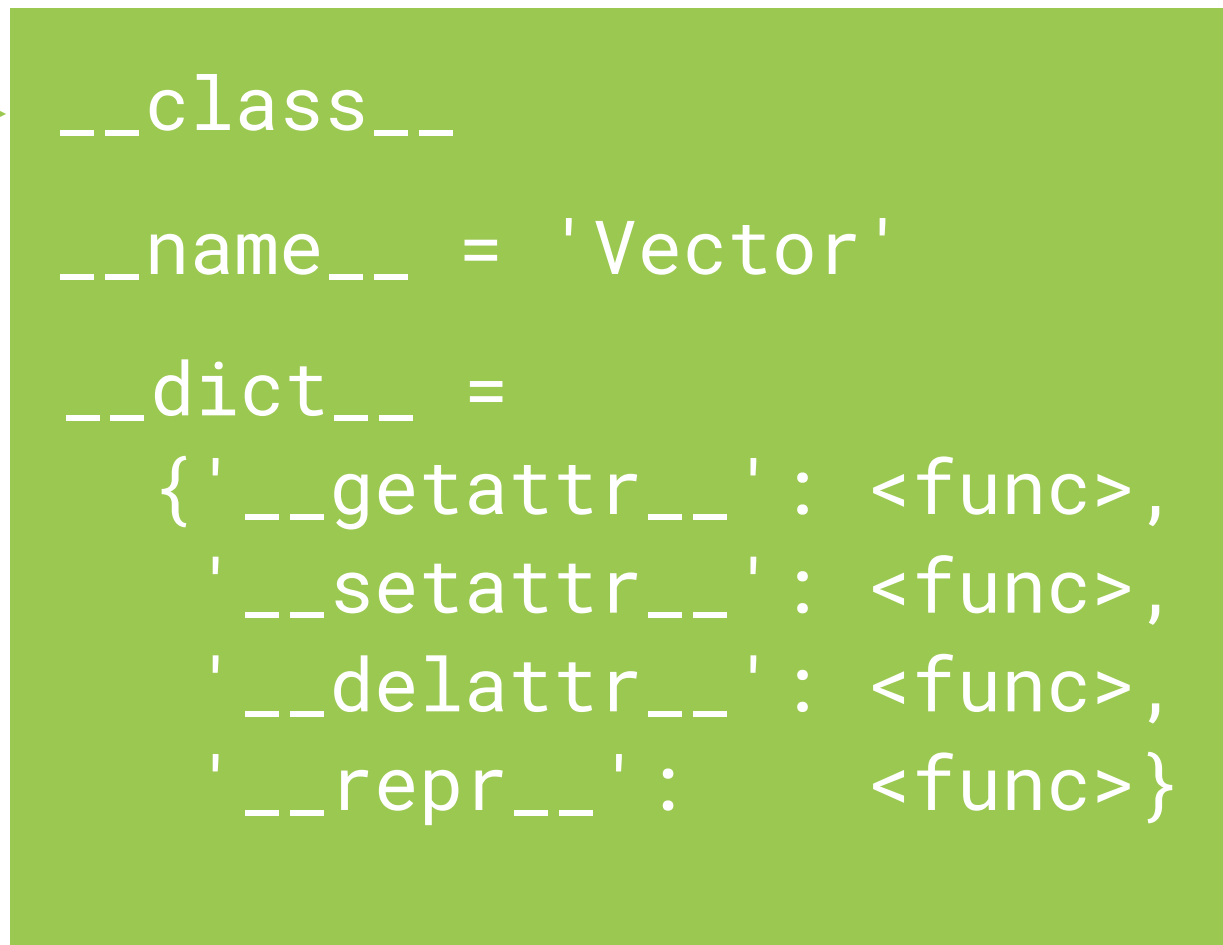 __class__
__name__ = 'Vector'
__dict__ =
{'__getattr__': <func>,
'__setattr__': <func>,
'__delattr__': <func>,
'__repr__':    <func>}